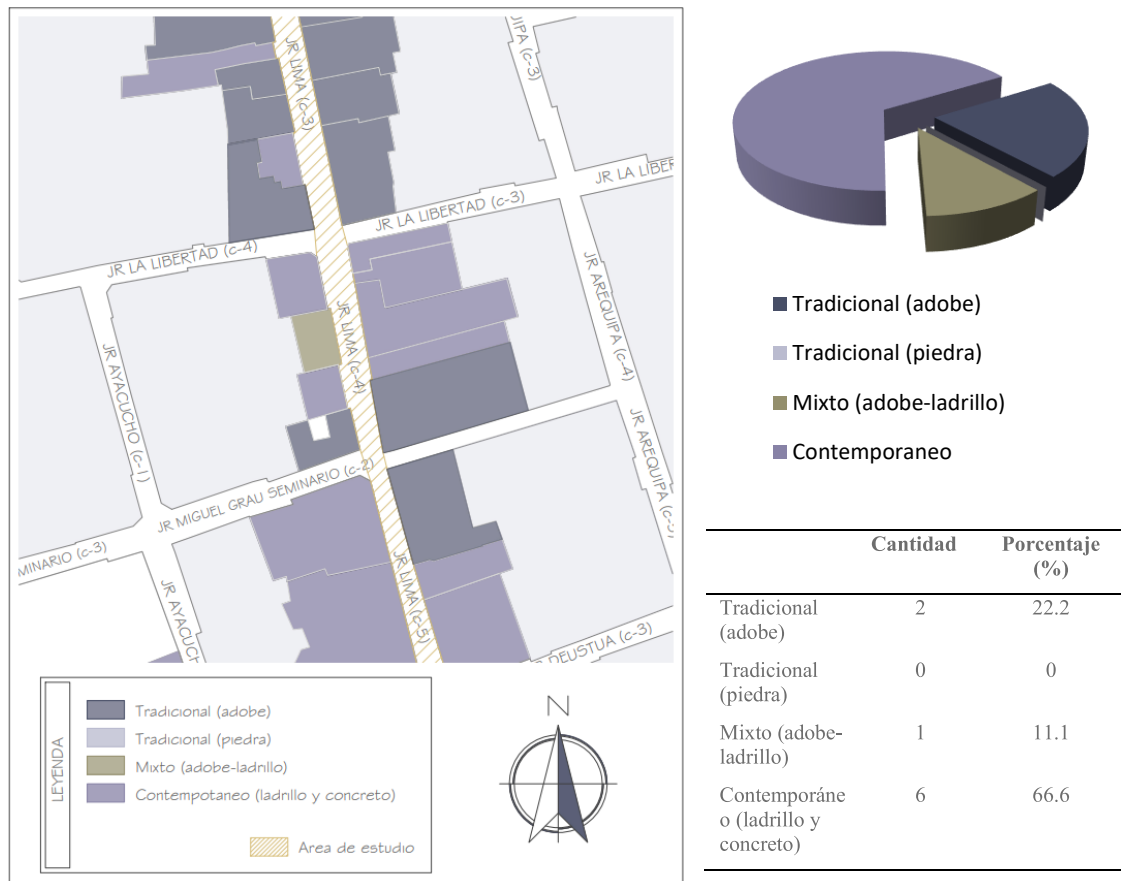 JR LIMA (c-3)
UIPA (c-3)
JR LA LIBERTAD (c-3)
JR LA LIBER
JR LA LIBERTAD (c-4)
JR AREQUIPA (c-4)
JR LIMA (c-4)
JR AYACUCHO (c-1)
JR AREQUIPA (c-5)
JR MIGUEL GRAU SEMINARIO (c-2)
MINARIO (c-3)
JR AYACUCH
JR LIMA (c-5)
R DEUSTUA (c-3)
LEYENDA
Tradicional (adobe)
Tradicional (piedra)
Mixto (adobe-ladrillo)
Contempotaneo (ladrillo y concreto)
Area de estudio
N
Tradicional (adobe)
Tradicional (piedra)
Mixto (adobe-ladrillo)
Contemporaneo
Cantidad Porcentaje
(%)
Tradicional 2 22.2
(adobe)
Tradicional 0 0
(piedra)
Mixto (adobe- 1 11.1
ladrillo)
Contemporáne 6 66.6
o (ladrillo y
concreto)